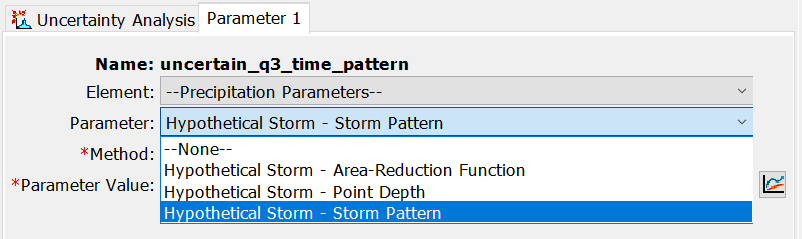 Uncertainty Analysis Parameter 1
Name: uncertain_q3_time_pattern
Element: --Precipitation Parameters--
Parameter: Hypothetical Storm - Storm Pattern
*Method: --None--
Hypothetical Storm - Area-Reduction Function
*Parameter Value: Hypothetical Storm - Point Depth
Hypothetical Storm - Storm Pattern